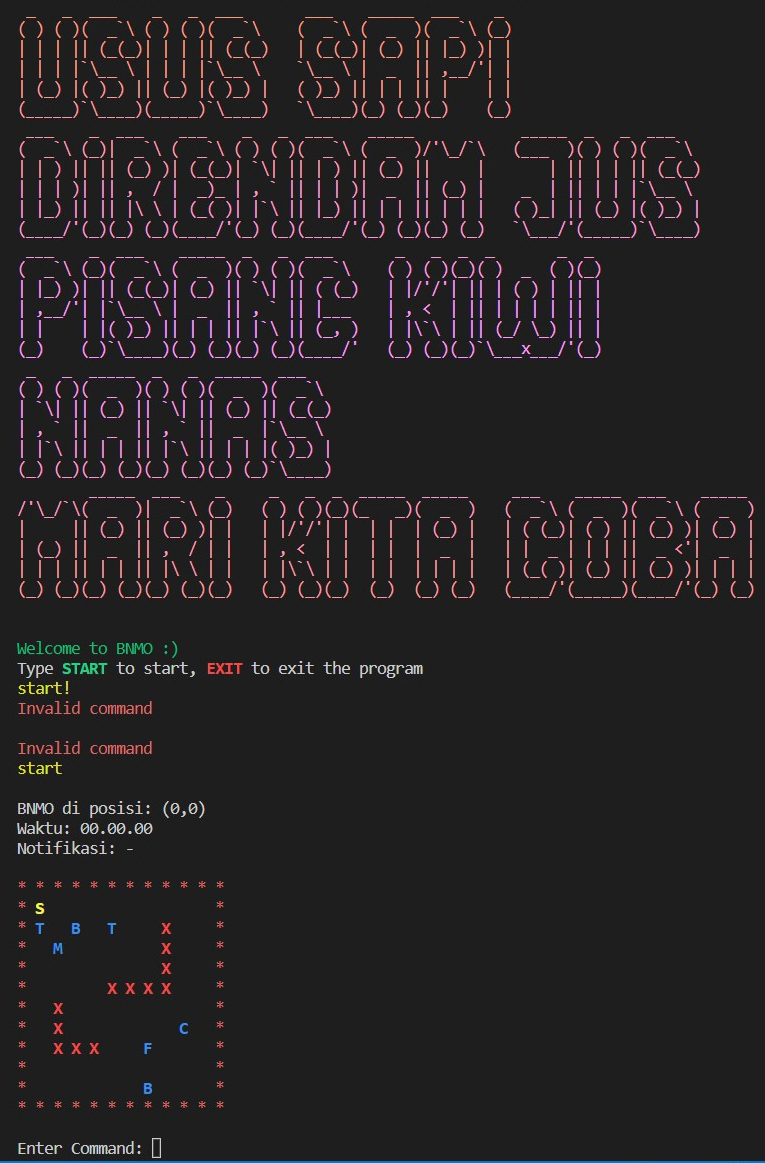 USUS SAPI
DIRENDAM JUS
PISANG KIWI
NANAS
MARI KITA COBA
Welcome to BNMO :)
Type START to start, EXIT to exit the program
start!
Invalid command
Invalid command
start
BNMO di posisi: (0,0)
Waktu: 00.00.00
Notifikasi: -
* * * * * * * * * * * *
* S                   *
* T   B   T     X     *
*   M           X     *
*               X     *
*         X X X X     *
*   X                 *
*   X             C   *
*   X X X     F       *
*                     *
*             B       *
* * * * * * * * * * * *
Enter Command: